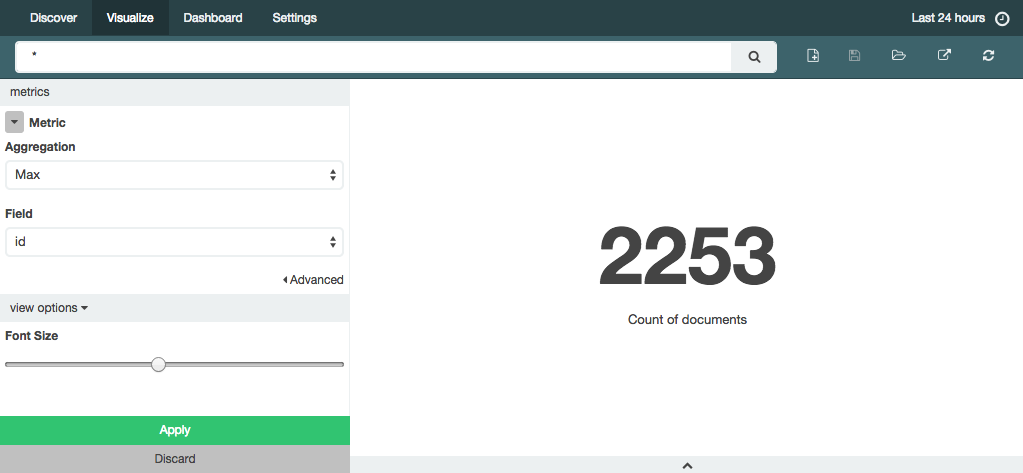 Discover Visualize Dashboard Settings Last 24 hours
*
metrics
Metric
Aggregation
Max
Field
id
Advanced
view options
Font Size
Apply
Discard
2253
Count of documents